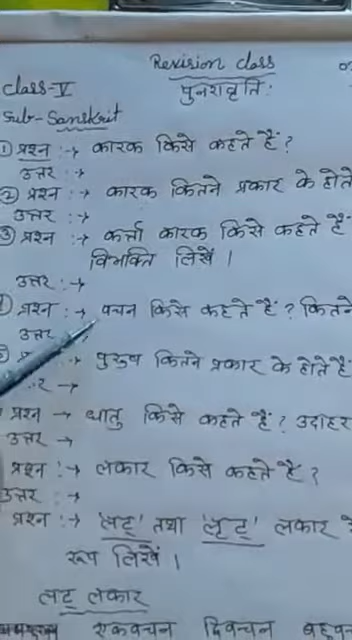 Revision class
class-V
पुनरावृति:
Sub-Sanskrit
① प्रश्न :→ कारक किसे कहते हैं?
उत्तर :→
② प्रश्न :→ कारक कितने प्रकार के होते
उत्तर :→
③ प्रश्न :→ कर्त्ता कारक किसे कहते हैं
विभक्ति लिखें।
उत्तर :→
प्रश्न :→ वचन किसे कहते हैं? कितने
उत्तर
:→ पुरुष कितने प्रकार के होते हैं
र →
प्रश्न → धातु किसे कहते हैं? उदाहर
उत्तर →
प्रश्न :→ लकार किसे कहते है?
उत्तर :→
प्रश्न :→ 'लट्' तथा 'लृट्' लकार के
रूप लिखें।
लट् लकार
एकवचन द्विवचन बहुव